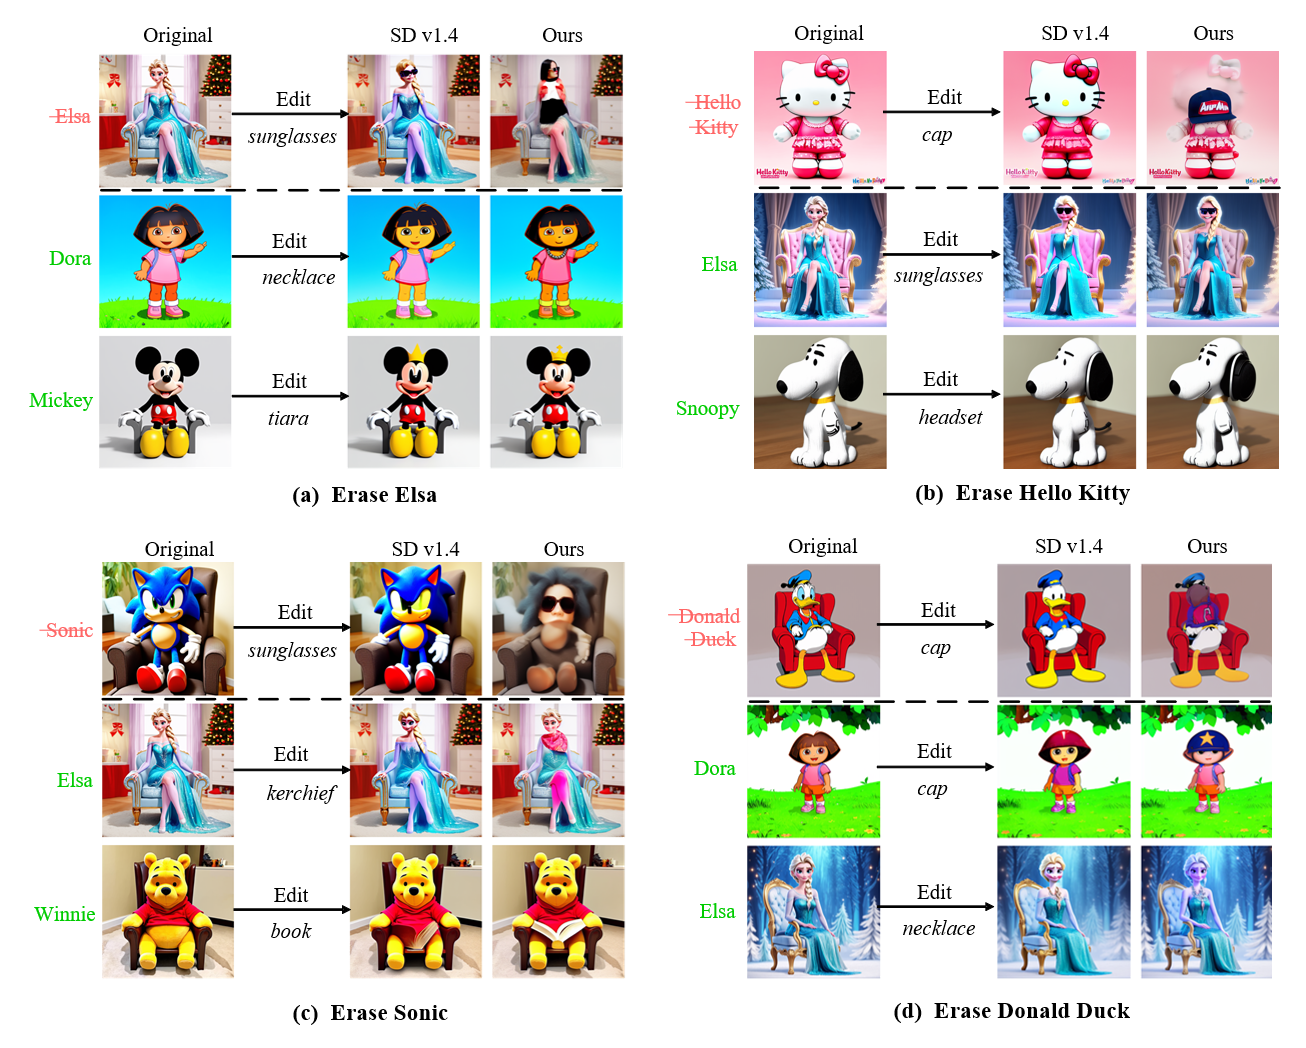 Original SD v1.4 Ours
Elsa Edit
sunglasses
Dora Edit
necklace
Mickey Edit
tiara
(a) Erase Elsa
Original SD v1.4 Ours
Hello
Kitty
Edit
cap
Hello Kitty
Hello Kitty
Hello Kitty
Elsa Edit
sunglasses
Snoopy Edit
headset
(b) Erase Hello Kitty
Original SD v1.4 Ours
Sonic Edit
sunglasses
Elsa Edit
kerchief
Winnie Edit
book
(c) Erase Sonic
Original SD v1.4 Ours
Donald
Duck
Edit
cap
Dora Edit
cap
Elsa Edit
necklace
(d) Erase Donald Duck